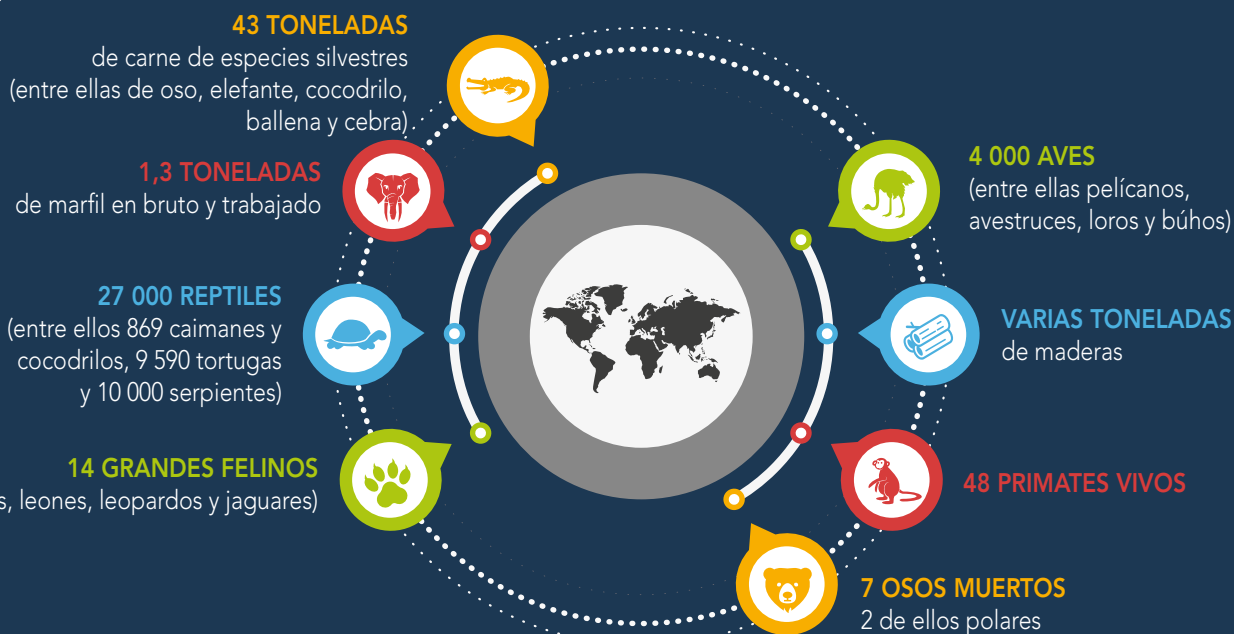 43 TONELADAS
de carne de especies silvestres
(entre ellas de oso, elefante, cocodrilo,
ballena y cebra)
1,3 TONELADAS
de marfil en bruto y trabajado
27 000 REPTILES
(entre ellos 869 caimanes y
cocodrilos, 9 590 tortugas
y 10 000 serpientes)
14 GRANDES FELINOS
leones, leopardos y jaguares)
4 000 AVES
(entre ellas pelícanos,
avestruces, loros y búhos)
VARIAS TONELADAS
de maderas
48 PRIMATES VIVOS
7 OSOS MUERTOS
2 de ellos polares